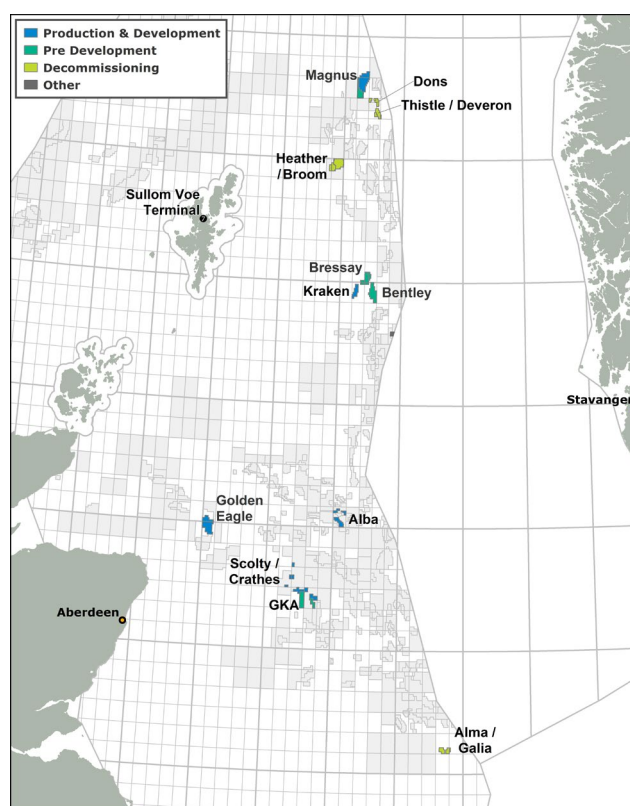 Production & Development
Pre Development
Decommissioning
Other
Magnus
Dons
Thistle / Deveron
Heather
/Broom
Sullom Voe
Terminal
Bressay
Kraken
Bentley
Stavanger
Golden
Eagle
Alba
Scolty /
Crathes
GKA
Aberdeen
Alma /
Galia